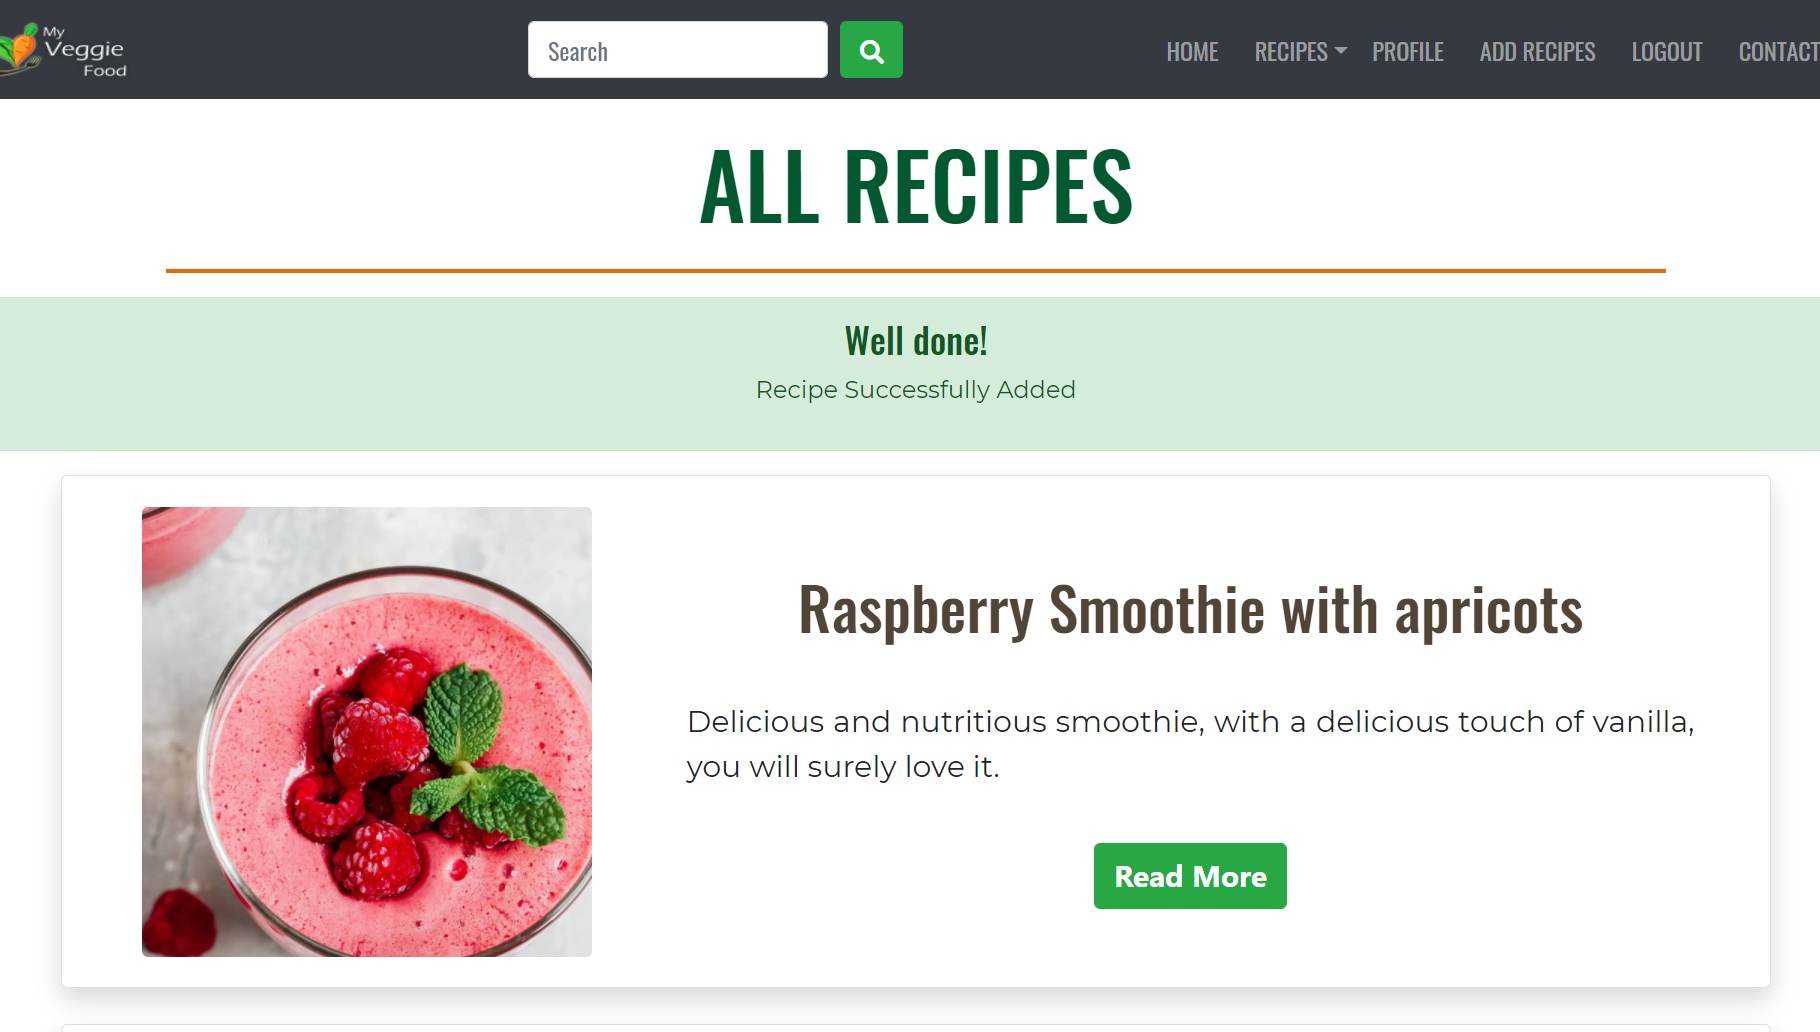 My
Veggie
Food
Search
HOME RECIPES PROFILE ADD RECIPES LOGOUT CONTACT
ALL RECIPES
Well done!
Recipe Successfully Added
Raspberry Smoothie with apricots
Delicious and nutritious smoothie, with a delicious touch of vanilla,
you will surely love it.
Read More